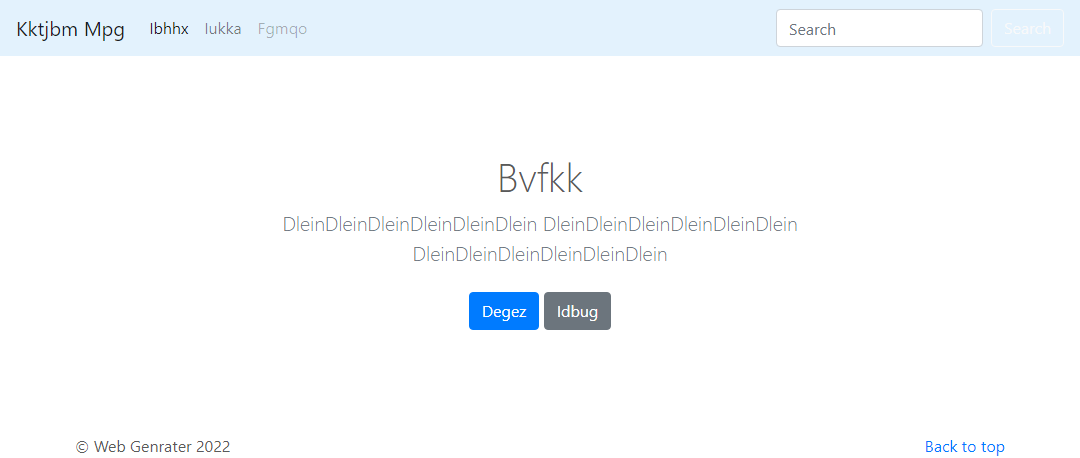 Kktjbm Mpg Ibhhx Iukka Fgmqo Search Search
Bvfkk
DleinDleinDleinDleinDleinDlein DleinDleinDleinDleinDleinDlein
DleinDleinDleinDleinDleinDlein
Degez Idbug
© Web Genrater 2022 Back to top